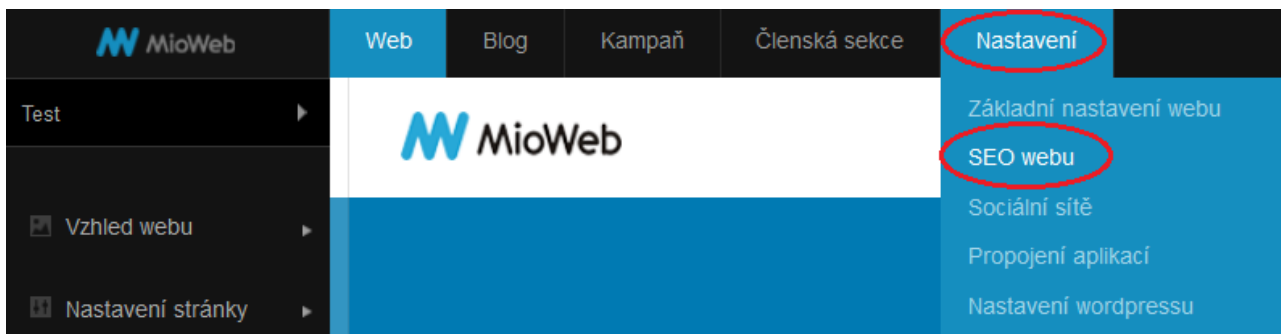 MioWeb
Web
Blog
Kampaň
Členská sekce
Nastavení
Test
MioWeb
Základní nastavení webu
SEO webu
Sociální sítě
Propojení aplikací
Nastavení wordpressu
Vzhled webu
Nastavení stránky